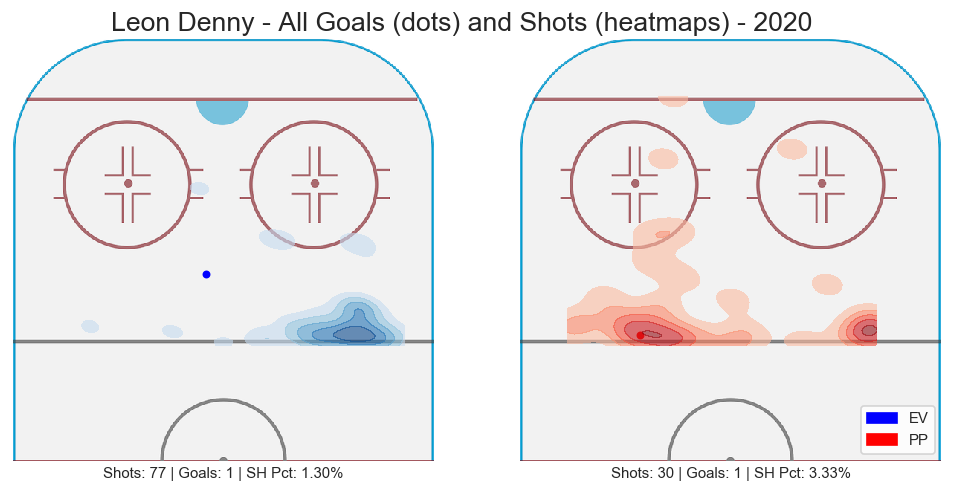 Leon Denny - All Goals (dots) and Shots (heatmaps) - 2020
EV
PP
Shots: 77 | Goals: 1 | SH Pct: 1.30%
Shots: 30 | Goals: 1 | SH Pct: 3.33%